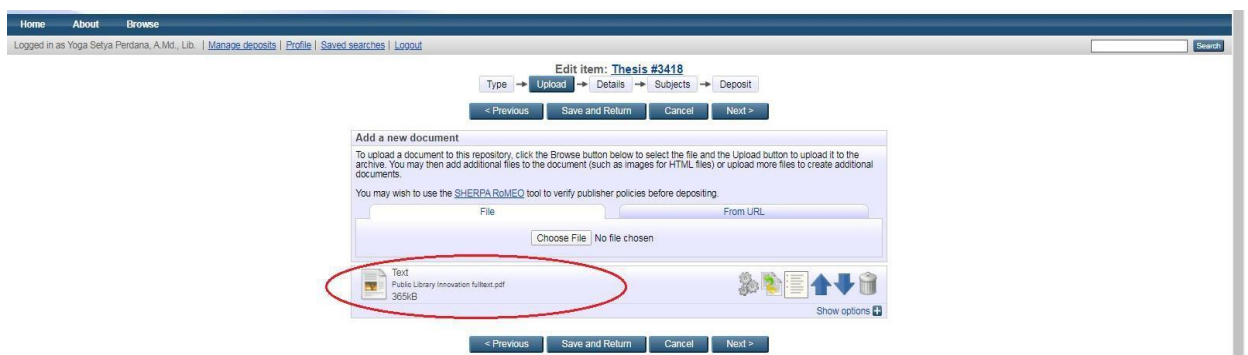 Home About Browse
Logged in as Yoga Setya Perdana, A.Md., Lib. | Manage deposits | Profile | Saved searches | Logout
Search
Edit item: Thesis #3418
Type → Upload → Details → Subjects → Deposit
< Previous Save and Return Cancel Next >
Add a new document
To upload a document to this repository, click the Browse button below to select the file and the Upload button to upload it to the
archive. You may then add additional files to the document (such as images for HTML files) or upload more files to create additional
documents.
You may wish to use the SHERPA RoMEO tool to verify publisher policies before depositing.
File From URL
Choose File No file chosen
Text
Public Library Innovation fulltext.pdf
365kB
Show options
< Previous Save and Return Cancel Next >